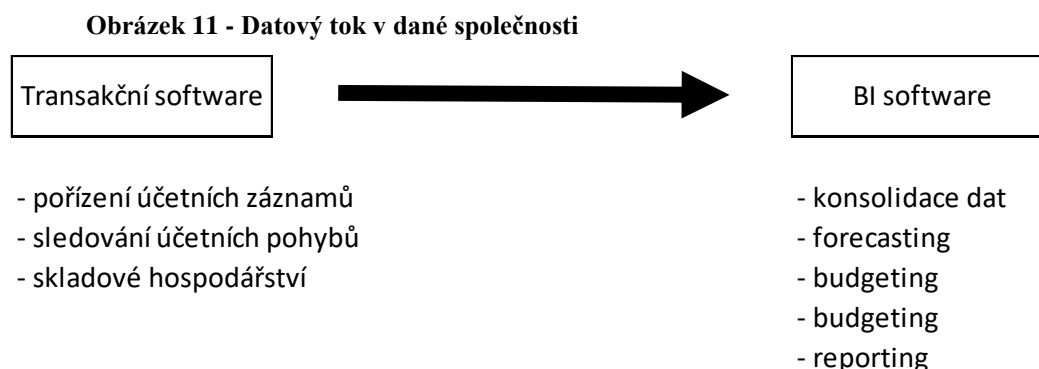 Obrázek 11 - Datový tok v dané společnosti
Transakční software
BI software
- pořízení účetních záznamů
- sledování účetních pohybů
- skladové hospodářství
- konsolidace dat
- forecasting
- budgeting
- budgeting
- reporting